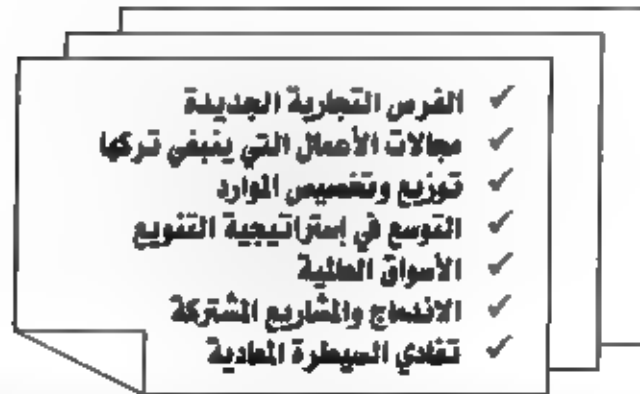 ✓ الفرص التجارية الجديدة
✓ مجالات الأعمال التي ينبغي تركها
✓ توزيع وتخصيص الموارد
✓ التوسع في إستراتيجية التنويع
✓ الأسواق العالمية
✓ الاندماج والمشاريع المشتركة
✓ تفادي السيطرة المعادية